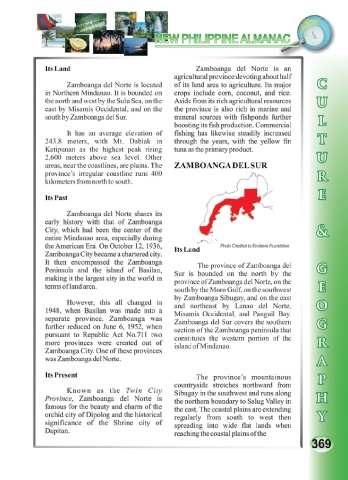 NEW PHILIPPINE ALMANAC
Its Land
Zamboanga del Norte is located
in Northern Mindanao. It is bounded on
the north and west by the Sulu Sea, on the
east by Misamis Occidental, and on the
south by Zamboanga del Sur.
It has an average elevation of
243.8 meters, with Mt. Dabiak in
Katipunan as the highest peak rising
2,600 meters above sea level. Other
areas, near the coastlines, are plains. The
province's irregular coastline runs 400
kilometers from north to south.
Its Past
Zamboanga del Norte shares its
early history with that of Zamboanga
City, which had been the center of the
entire Mindanao area, especially during
the American Era. On October 12, 1936,
Zamboanga City became a chartered city.
It then encompassed the Zamboanga
Peninsula and the island of Basilan,
making it the largest city in the world in
terms of land area.
However, this all changed in
1948, when Basilan was made into a
separate province. Zamboanga was
further reduced on June 6, 1952, when
pursuant to Republic Act No.711 two
more provinces were created out of
Zamboanga City. One of these provinces
was Zamboanga del Norte.
Its Present
Known as the Twin City
Province, Zamboanga del Norte is
famous for the beauty and charm of the
orchid city of Dipolog and the historical
significance of the Shrine city of
Dapitan.
Zamboanga del Norte is an
agricultural province devoting about half
of its land area to agriculture. Its major
crops include corn, coconut, and rice.
Aside from its rich agricultural resources
the province is also rich in marine and
mineral sources with fishponds further
boosting its fish production. Commercial
fishing has likewise steadily increased
through the years, with the yellow fin
tuna as the primary product.
ZAMBOANGA DEL SUR
Photo Credited to Enchiero Foundation
Its Land
The province of Zamboanga del
Sur is bounded on the north by the
province of Zamboanga del Norte, on the
south by the Moro Gulf, on the southwest
by Zamboanga Sibugay, and on the east
and northeast by Lanao del Norte,
Misamis Occidental, and Panguil Bay.
Zamboanga del Sur covers the southern
section of the Zamboanga peninsula that
constitutes the western portion of the
island of Mindanao.
The province's mountainous
countryside stretches northward from
Sibugay in the southwest and runs along
the northern boundary to Salug Valley in
the east. The coastal plains are extending
regularly from south to west then
spreading into wide flat lands when
reaching the coastal plains of the
C
U
L
T
U
R
E
&
G
E
O
G
R
A
P
H
Y
369